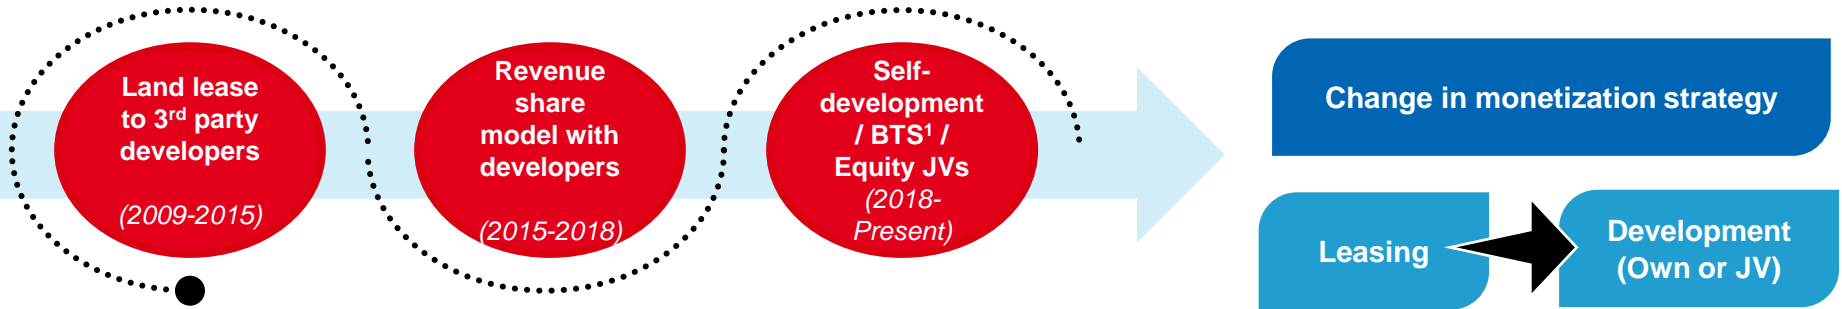 Land lease
to 3rd party
developers
(2009-2015)
Revenue
share
model with
developers
(2015-2018)
Self-
development
/ BTS1 /
Equity JVs
(2018-
Present)
Change in monetization strategy
Leasing
Development
(Own or JV)